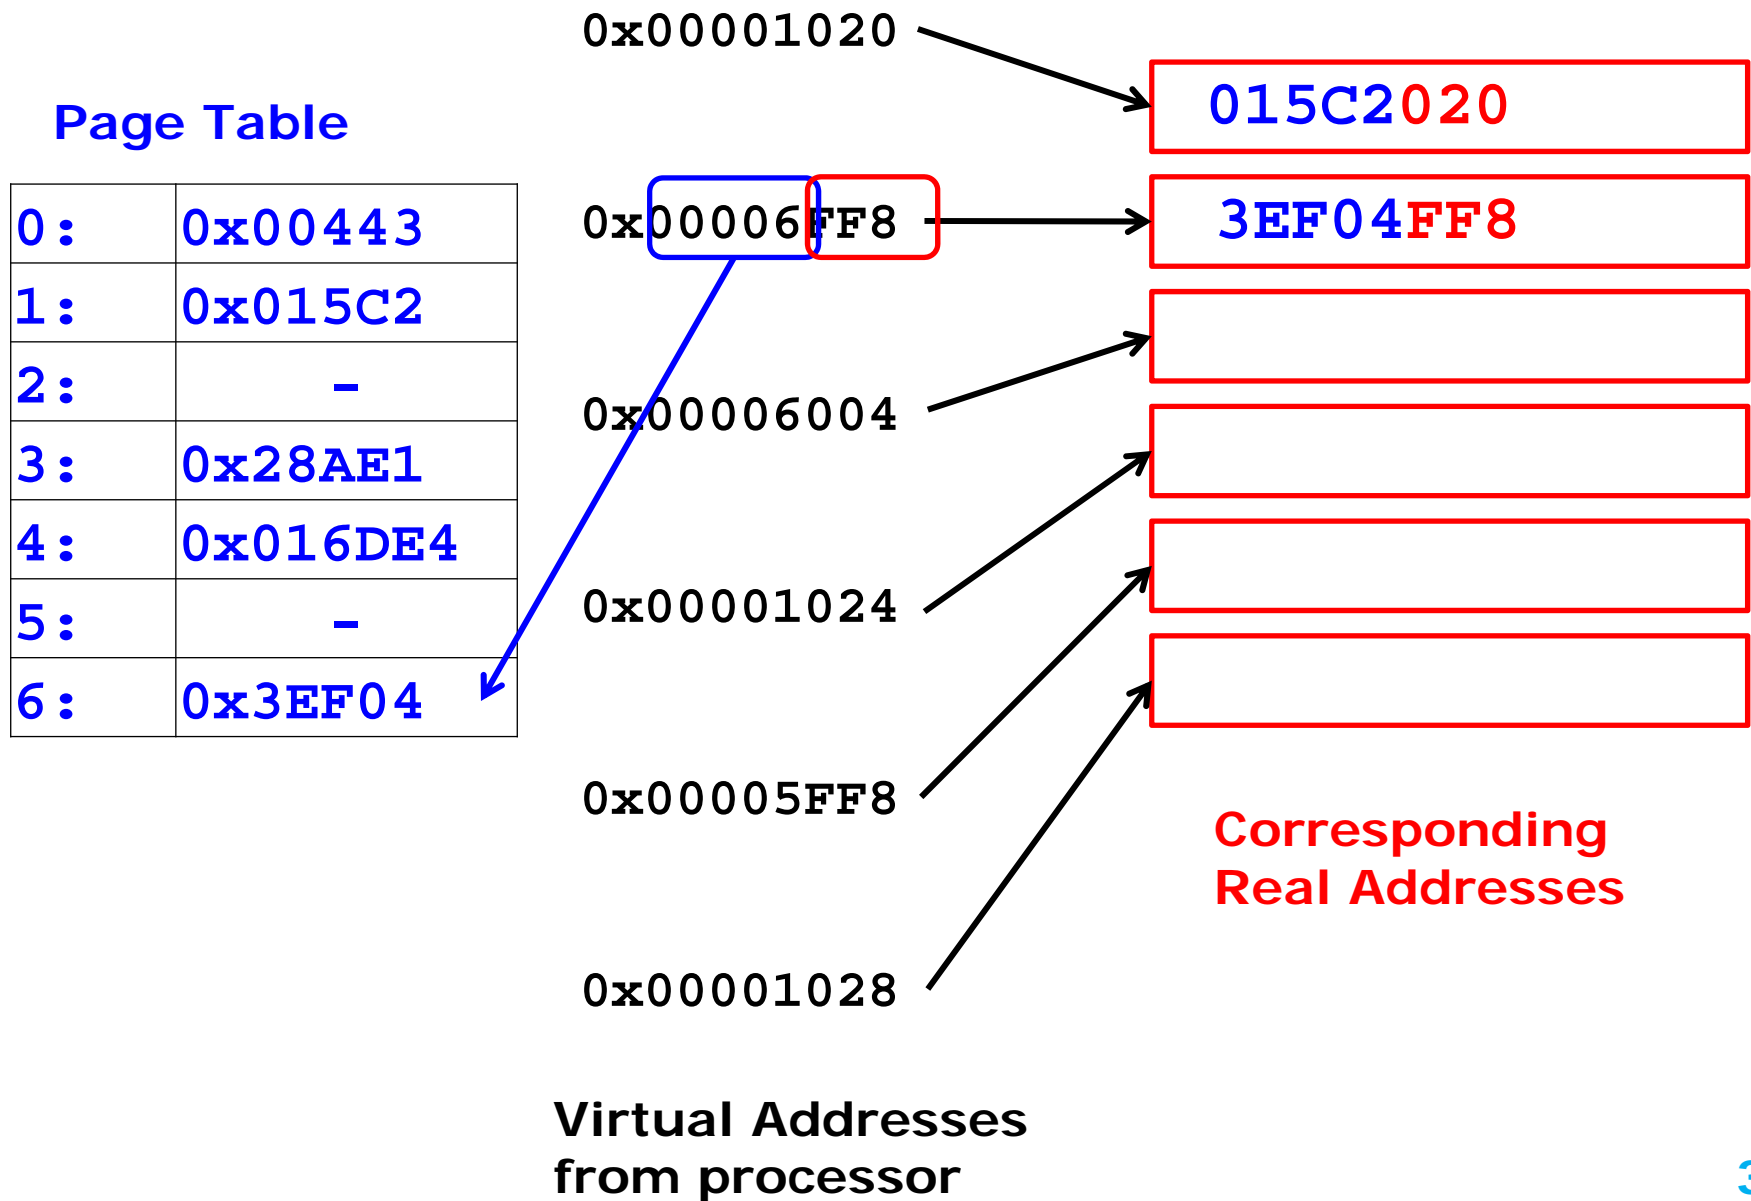 Page Table
0: 0x00443
1: 0x015C2
2: -
3: 0x28AE1
4: 0x016DE4
5: -
6: 0x3EF04
0x00001020
0x00006FF8
0x00006004
0x00001024
0x00005FF8
0x00001028
Virtual Addresses
from processor
015C2020
3EF04FF8
Corresponding
Real Addresses